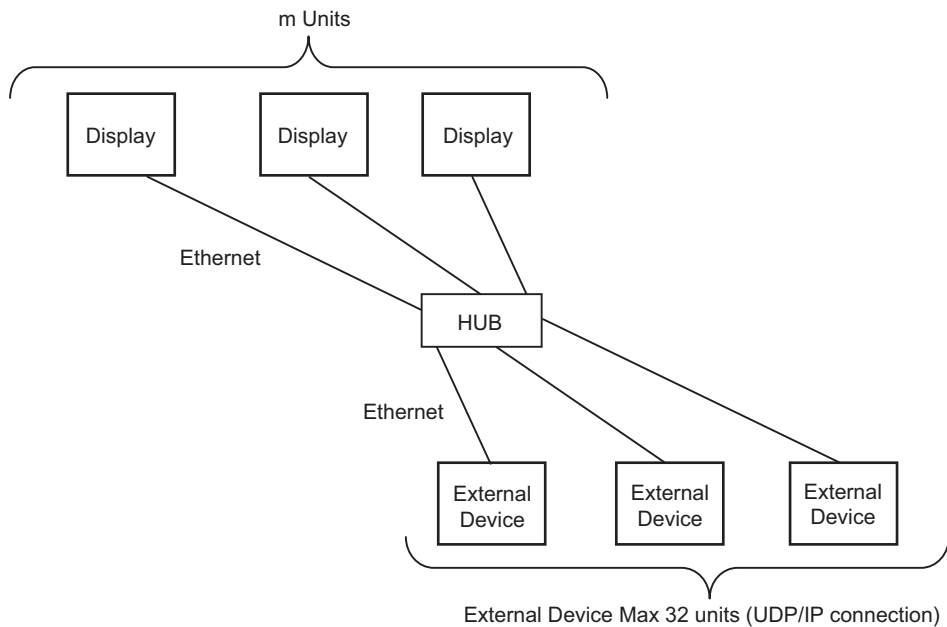 m Units
Display
Display
Display
Ethernet
HUB
Ethernet
External
Device
External
Device
External
Device
External Device Max 32 units (UDP/IP connection)